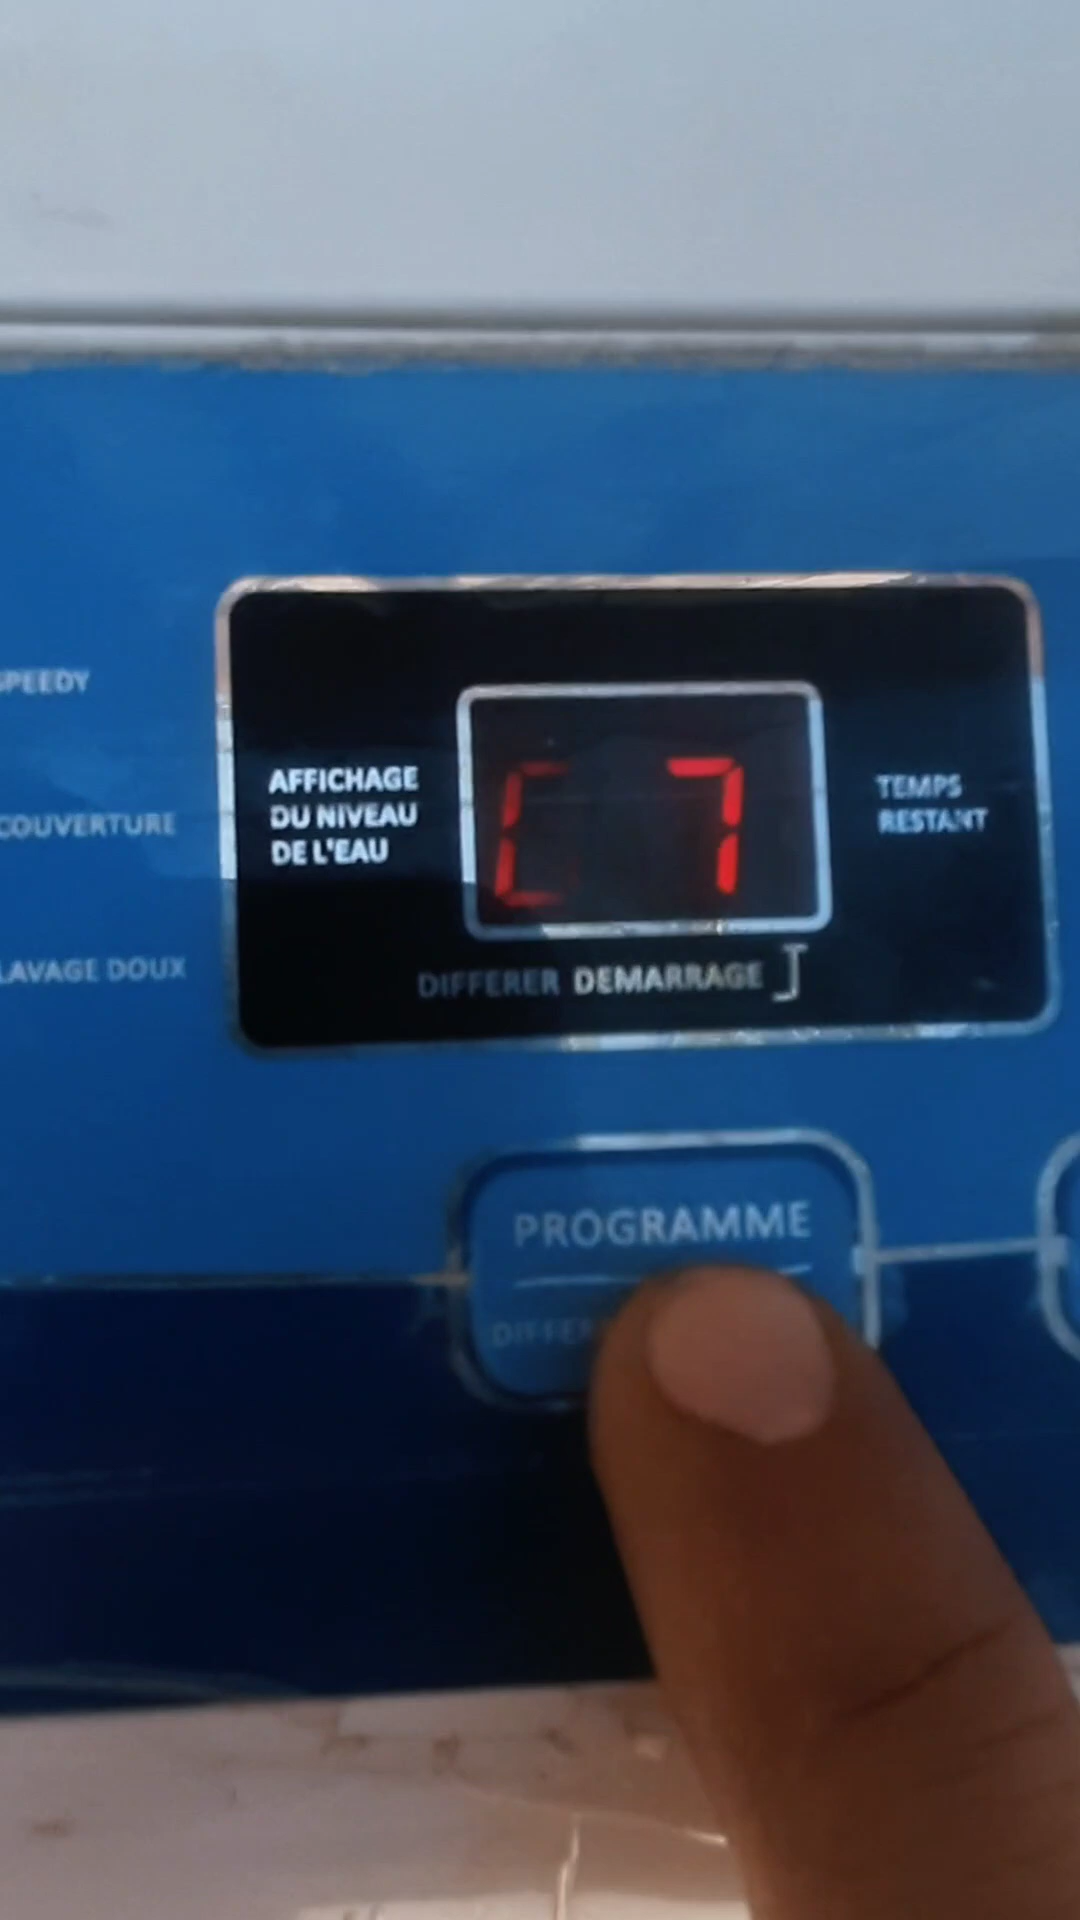 SPEEDY
AFFICHAGE
DU NIVEAU
DE L'EAU
C7
TEMPS
RESTANT
COUVERTURE
LAVAGE DOUX
DIFFERER DEMARRAGE
PROGRAMME